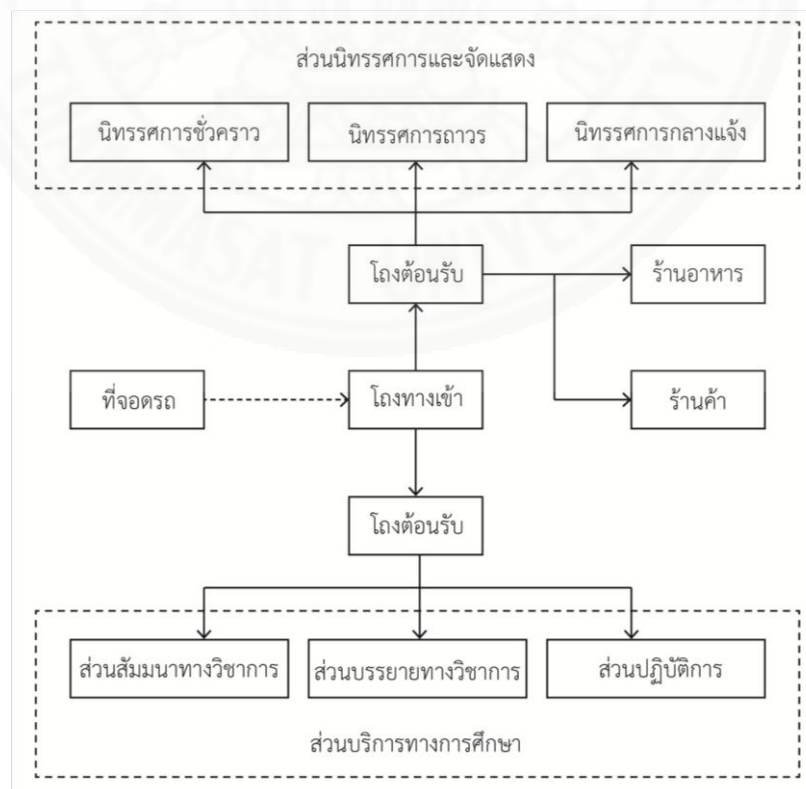 ส่วนนิทรรศการและจัดแสดง
นิทรรศการชั่วคราว
นิทรรศการถาวร
นิทรรศการกลางแจ้ง
โถงต้อนรับ
ร้านอาหาร
ที่จอดรถ
โถงทางเข้า
ร้านค้า
โถงต้อนรับ
ส่วนสัมมนาทางวิชาการ
ส่วนบรรยายทางวิชาการ
ส่วนปฏิบัติการ
ส่วนบริการทางการศึกษา
THAMMASAT UNIVERSITY